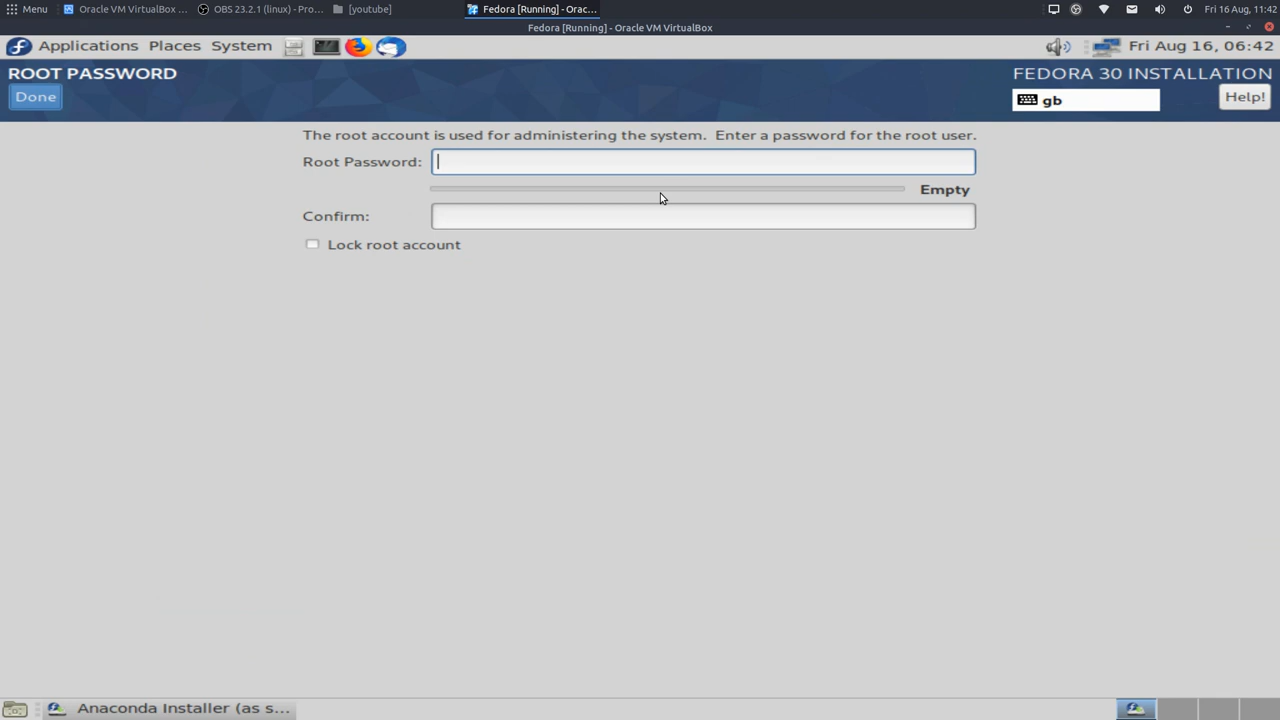 Menu
Oracle VM VirtualBox ...
OBS 23.2.1 (linux) - Pro...
[youtube]
Fedora [Running] - Orac...
Fri 16 Aug, 11:42
Fedora [Running] - Oracle VM VirtualBox
Applications Places System
Fri Aug 16, 06:42
ROOT PASSWORD
FEDORA 30 INSTALLATION
Done
gb
Help!
The root account is used for administering the system. Enter a password for the root user.
Root Password:
Empty
Confirm:
Lock root account
Anaconda Installer (as s...